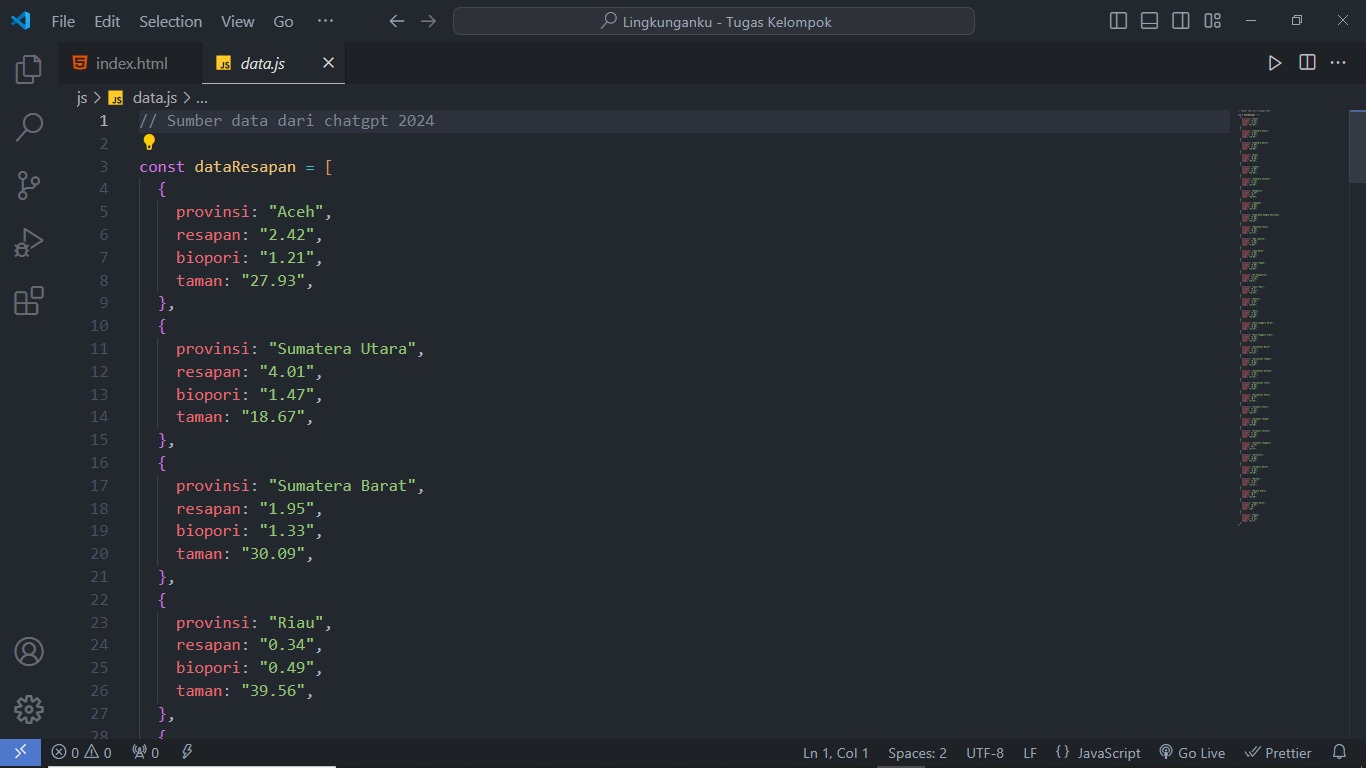 File Edit Selection View Go ··· Lingkunganku - Tugas Kelompok
index.html JS data.js
js > JS data.js > ...
1 // Sumber data dari chatgpt 2024
2
3 const dataResapan = [
4 {
5 provinsi: "Aceh",
6 resapan: "2.42",
7 biopori: "1.21",
8 taman: "27.93",
9 },
10 {
11 provinsi: "Sumatera Utara",
12 resapan: "4.01",
13 biopori: "1.47",
14 taman: "18.67",
15 },
16 {
17 provinsi: "Sumatera Barat",
18 resapan: "1.95",
19 biopori: "1.33",
20 taman: "30.09",
21 },
22 {
23 provinsi: "Riau",
24 resapan: "0.34",
25 biopori: "0.49",
26 taman: "39.56",
27 },
28 {
0 0 0 Ln 1, Col 1 Spaces: 2 UTF-8 LF {} JavaScript Go Live Prettier